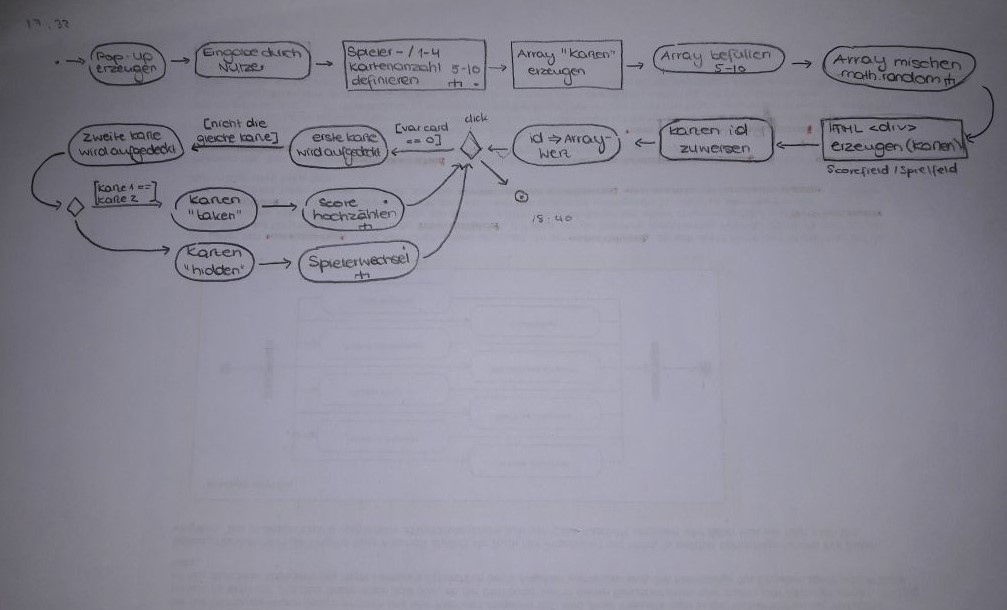 17:32
Pop-up
erzeugen
Eingabe durch
Nutzer
Spieler-/1-4
Kartenanzahl 5-10
definieren
Array "Karten"
erzeugen
Array befüllen
5-10
Array mischen
math.random
HTML <div>
erzeugen (Karten)
Scorefield / Spielfeld
Karten id
zuweisen
id => Array-
wert
click
[var card
== 0]
erste Karte
wird aufgedeckt
[nicht die
gleiche Karte]
zweite Karte
wird aufgedeckt
[Karte 1 ==
Karte 2]
Karten
"taken"
Score
hochzählen
Karten
"hidden"
Spielerwechsel
18:40